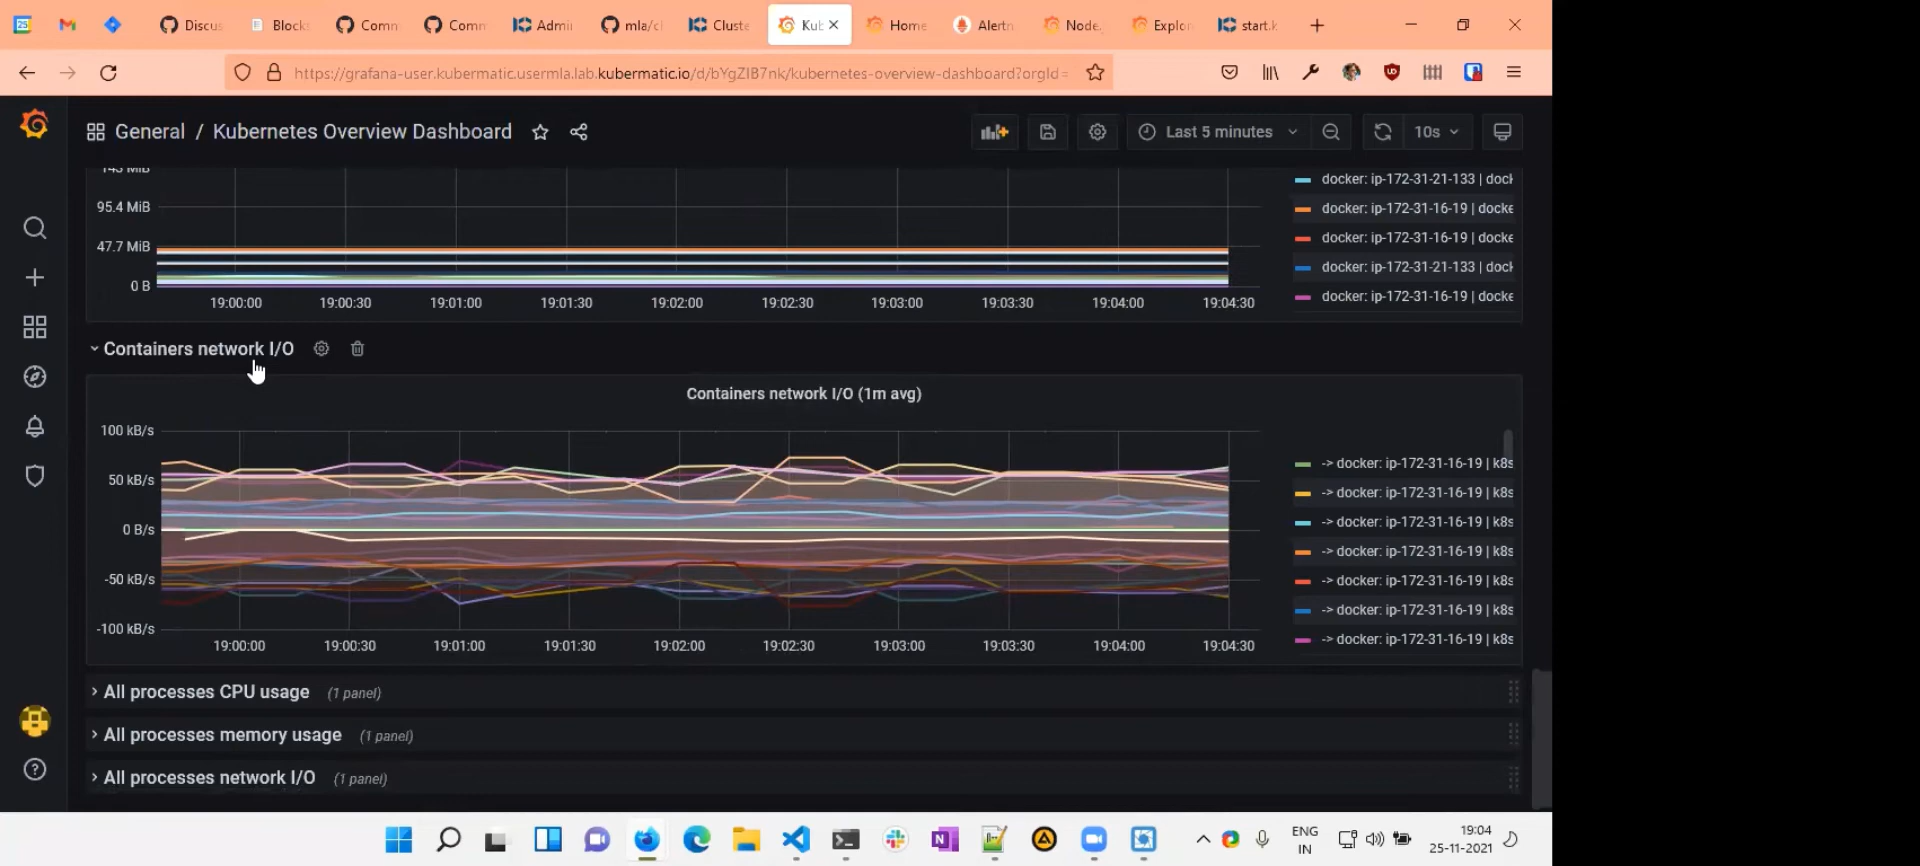 Discus
Blocks
Comm
Comm
Admi
mla/ci
Cluste
Kub
Home
Alertn
Node
Explor
start.k
https://grafana-user.kubermatic.usermla.lab.kubermatic.io/d/bYgZIB7nk/kubernetes-overview-dashboard?orgId=
General / Kubernetes Overview Dashboard
Last 5 minutes
10s
143 MiB
95.4 MiB
47.7 MiB
0 B
19:00:00 19:00:30 19:01:00 19:01:30 19:02:00 19:02:30 19:03:00 19:03:30 19:04:00 19:04:30
docker: ip-172-31-21-133 | dock
docker: ip-172-31-16-19 | docke
docker: ip-172-31-16-19 | docke
docker: ip-172-31-21-133 | dock
docker: ip-172-31-16-19 | docke
Containers network I/O
Containers network I/O (1m avg)
100 kB/s
50 kB/s
0 B/s
-50 kB/s
-100 kB/s
19:00:00 19:00:30 19:01:00 19:01:30 19:02:00 19:02:30 19:03:00 19:03:30 19:04:00 19:04:30
-> docker: ip-172-31-16-19 | k8s
-> docker: ip-172-31-16-19 | k8s
-> docker: ip-172-31-16-19 | k8s
-> docker: ip-172-31-16-19 | k8s
-> docker: ip-172-31-16-19 | k8s
-> docker: ip-172-31-16-19 | k8s
-> docker: ip-172-31-16-19 | k8s
All processes CPU usage (1 panel)
All processes memory usage (1 panel)
All processes network I/O (1 panel)
ENG
IN
19:04
25-11-2021